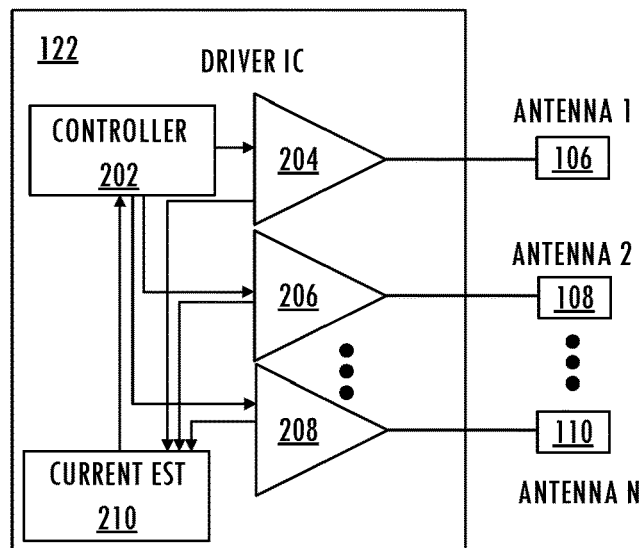 122
DRIVER IC
CONTROLLER
202
204
ANTENNA 1
106
206
ANTENNA 2
108
208
110
CURRENT EST
210
ANTENNA N